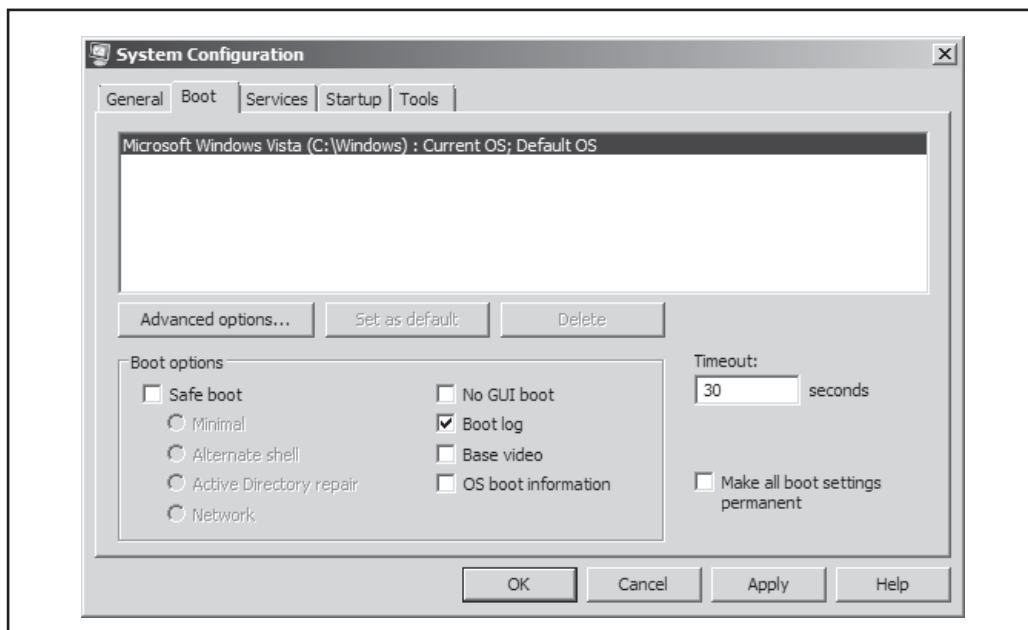 System Configuration
General Boot Services Startup Tools
Microsoft Windows Vista (C:\Windows) : Current OS; Default OS
Advanced options... Set as default Delete
Boot options
Safe boot
Minimal
Alternate shell
Active Directory repair
Network
No GUI boot
Boot log
Base video
OS boot information
Timeout:
30 seconds
Make all boot settings
permanent
OK Cancel Apply Help